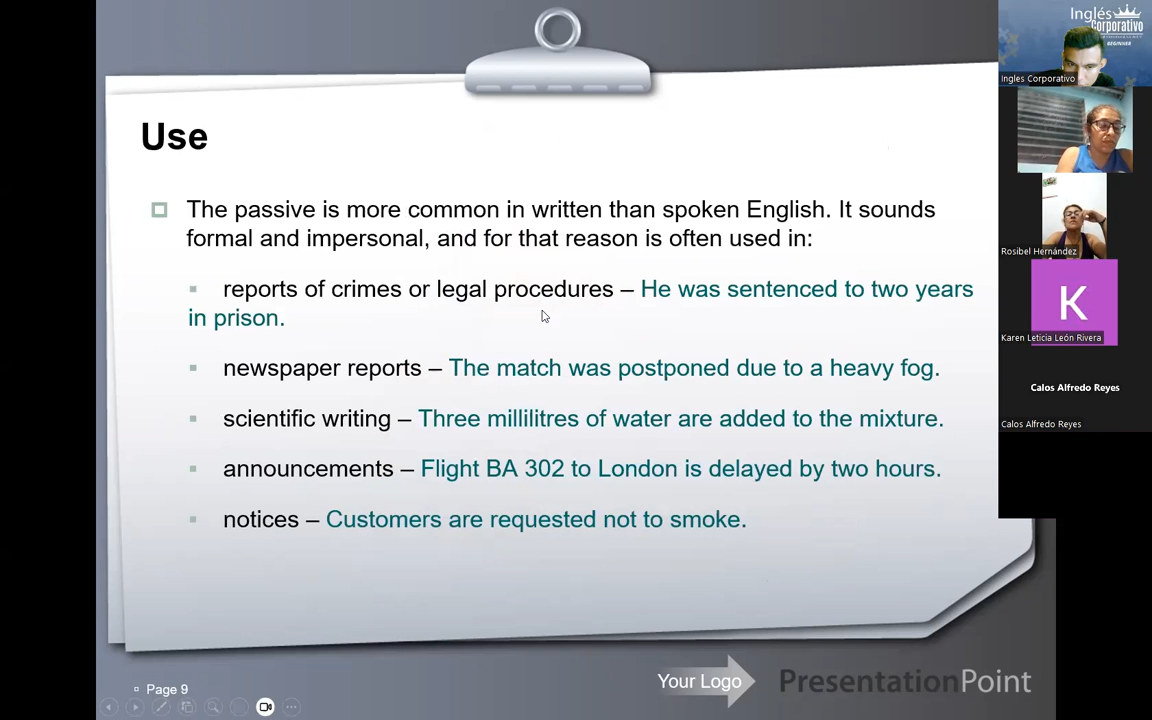 Use
The passive is more common in written than spoken English. It sounds
formal and impersonal, and for that reason is often used in:
reports of crimes or legal procedures – He was sentenced to two years
in prison.
newspaper reports – The match was postponed due to a heavy fog.
scientific writing – Three millilitres of water are added to the mixture.
announcements – Flight BA 302 to London is delayed by two hours.
notices – Customers are requested not to smoke.
Page 9
Your Logo
PresentationPoint
Inglés
Corporativo
BEGINNER
Ingles Corporativo
Rosibel Hernández
K
Karen Leticia León Rivera
Calos Alfredo Reyes
Calos Alfredo Reyes